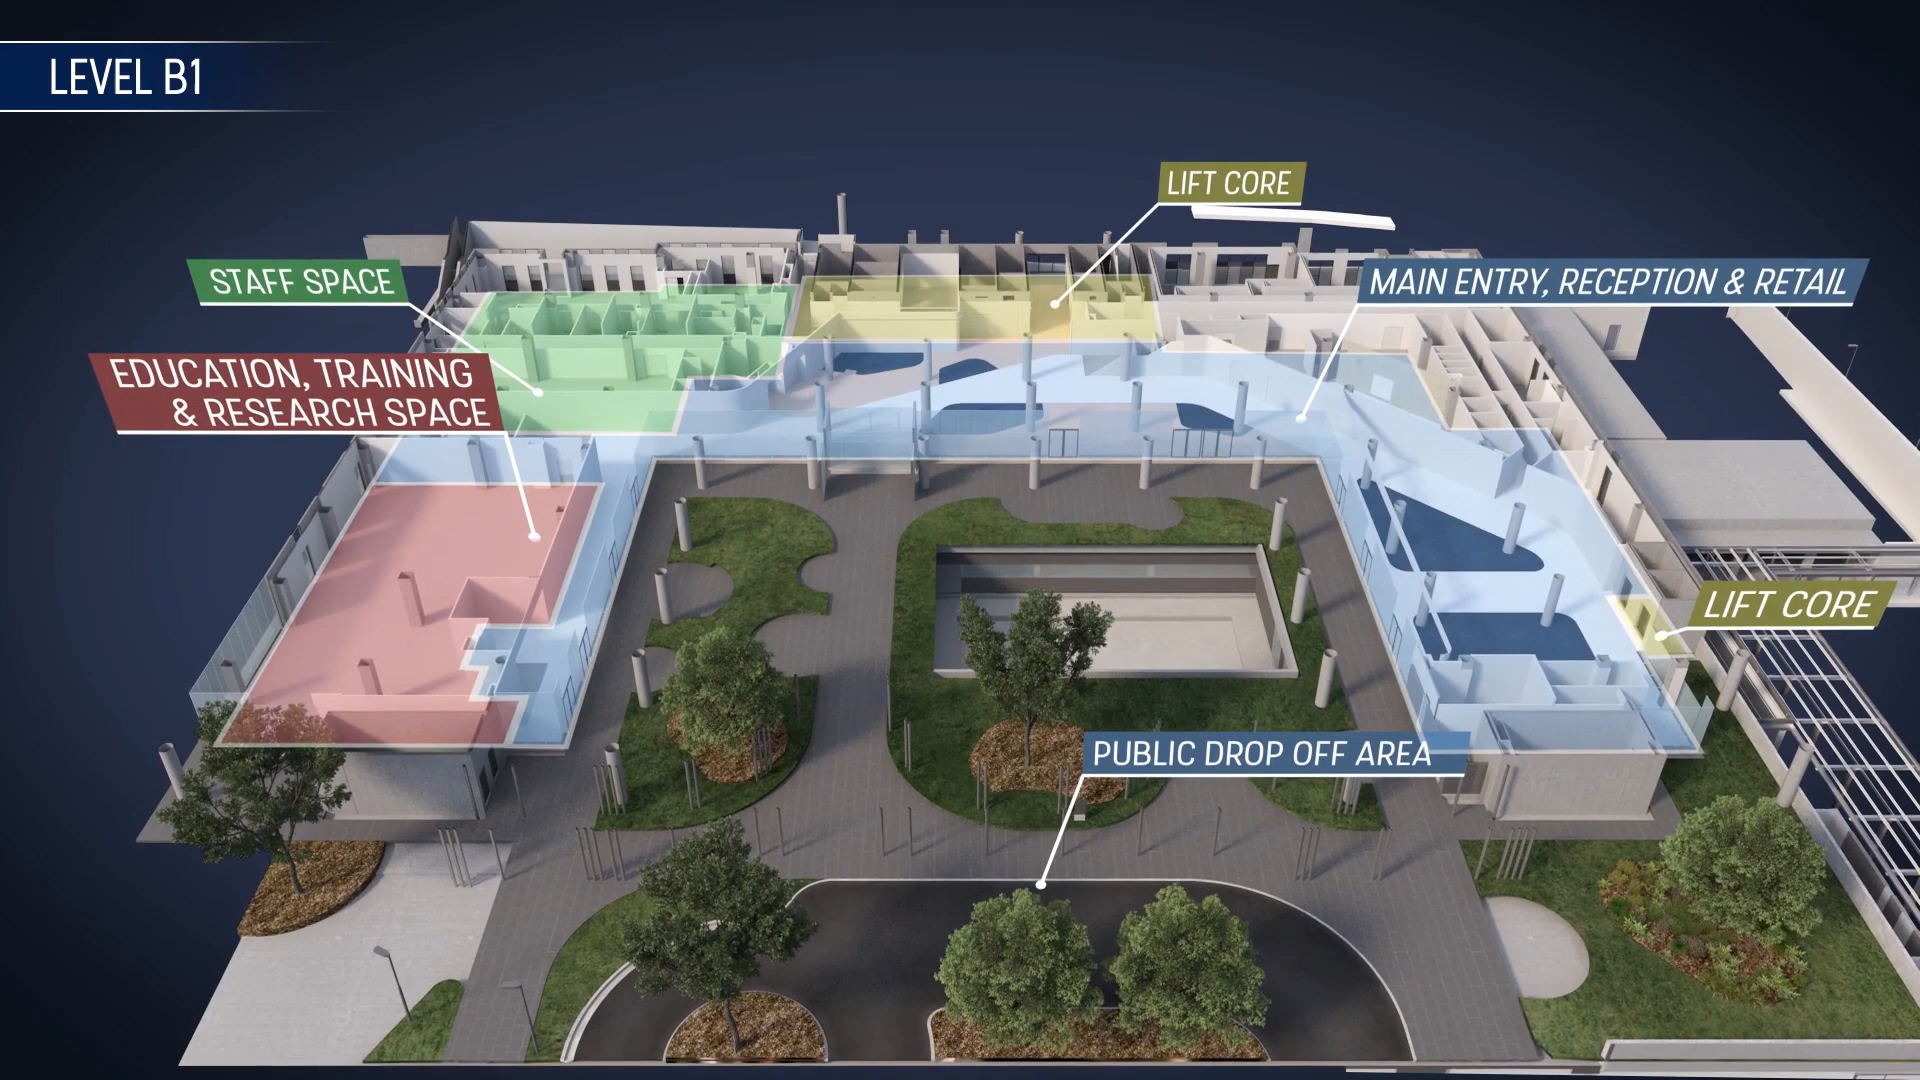 LEVEL B1
LIFT CORE
STAFF SPACE
MAIN ENTRY, RECEPTION & RETAIL
EDUCATION, TRAINING
& RESEARCH SPACE
LIFT CORE
PUBLIC DROP OFF AREA